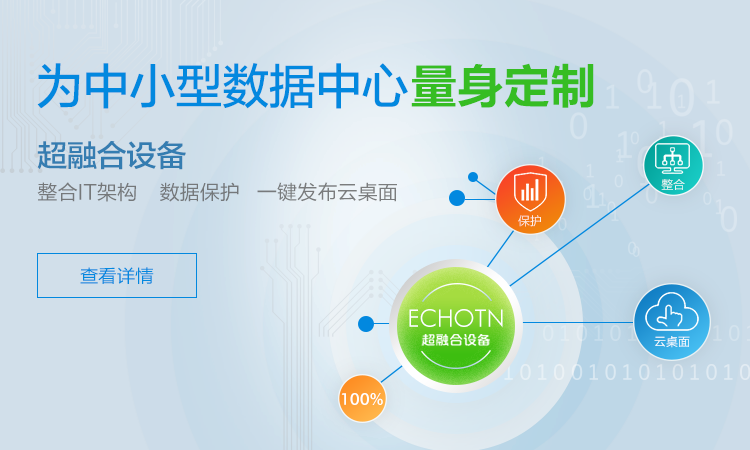 为中小型数据中心量身定制
超融合设备
整合IT架构 数据保护 一键发布云桌面
查看详情
整合
保护
ECHOTN
超融合设备
云桌面
100%